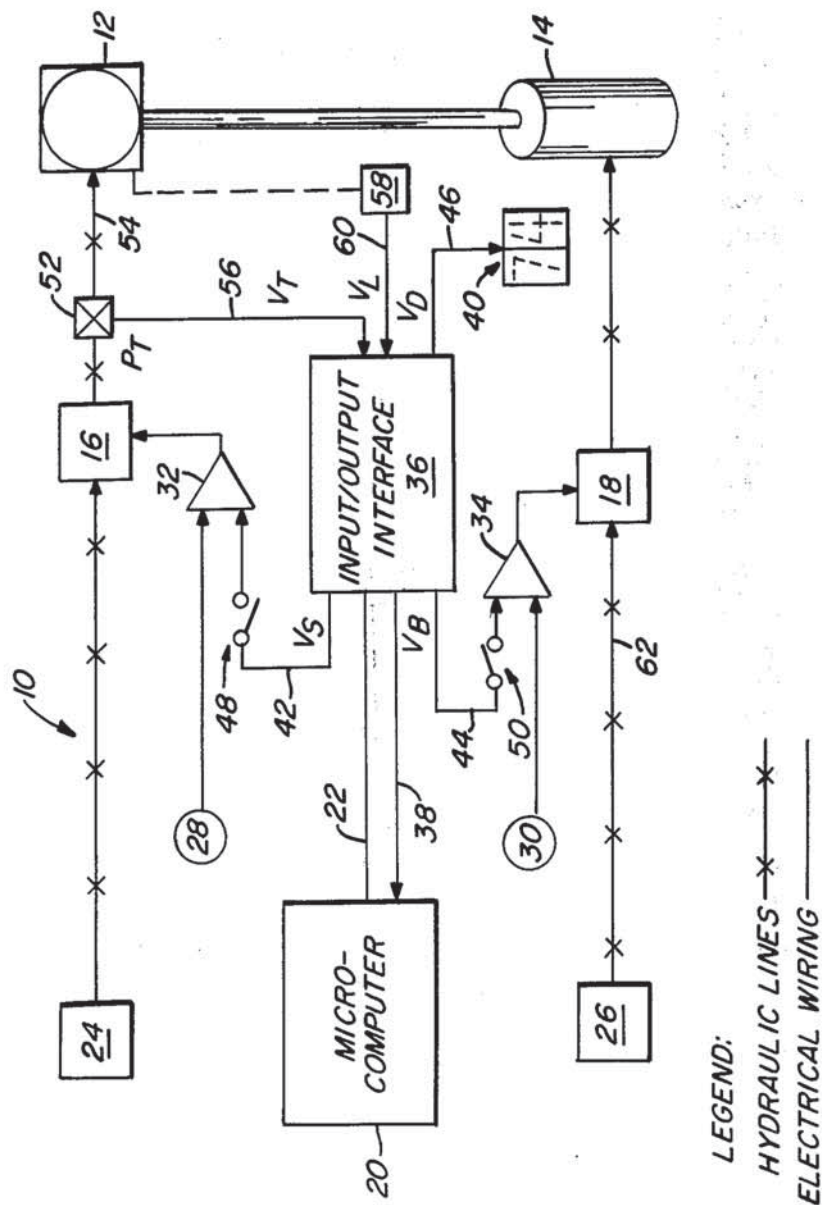 10
12
14
24
16
PT
52
54
28
32
48
42
VS
56
VT
58
60
VL
VD
46
40
MICRO-
COMPUTER
20
22
38
INPUT/OUTPUT
INTERFACE
36
VB
44
50
34
30
26
62
18
LEGEND:
HYDRAULIC LINES
ELECTRICAL WIRING